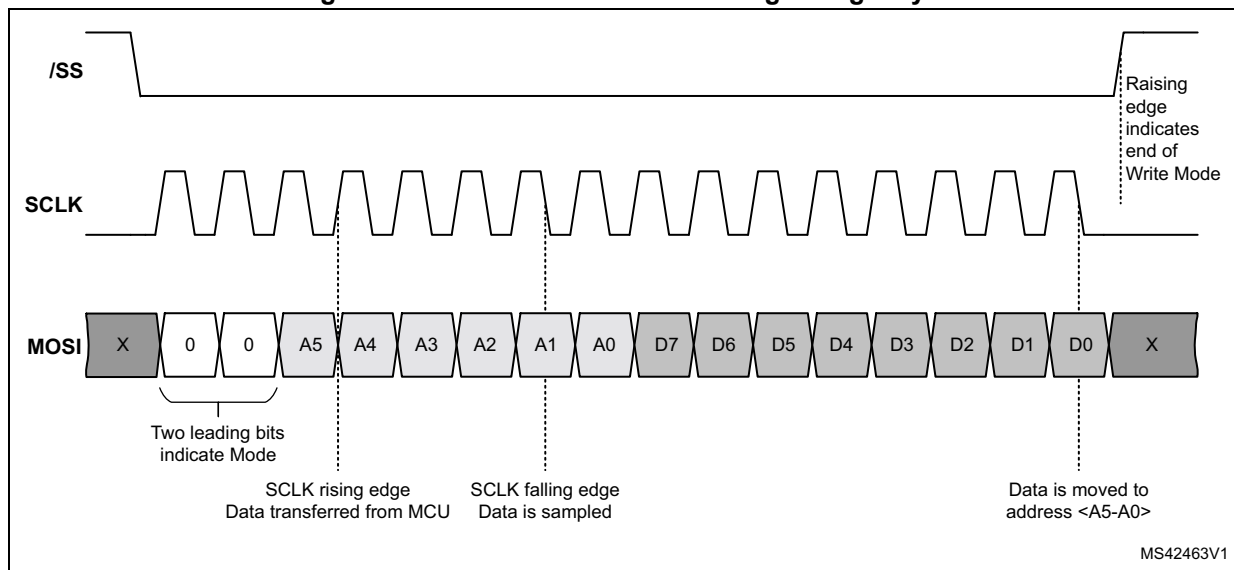 /SS
Raising
edge
indicates
end of
Write Mode
SCLK
MOSI X 0 0 A5 A4 A3 A2 A1 A0 D7 D6 D5 D4 D3 D2 D1 D0 X
Two leading bits
indicate Mode
SCLK rising edge
Data transferred from MCU
SCLK falling edge
Data is sampled
Data is moved to
address <A5-A0>
MS42463V1